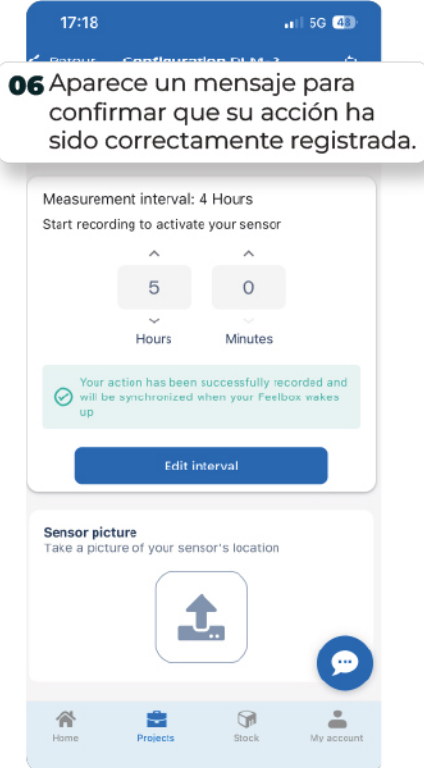 17:18
5G 48
Retour
06 Aparece un mensaje para
confirmar que su acción ha
sido correctamente registrada.
Measurement interval: 4 Hours
Start recording to activate your sensor
5 0
Hours Minutes
Your action has been successfully recorded and
will be synchronized when your Feelbox wakes
up
Edit interval
Sensor picture
Take a picture of your sensor's location
Home Projects Stock My account